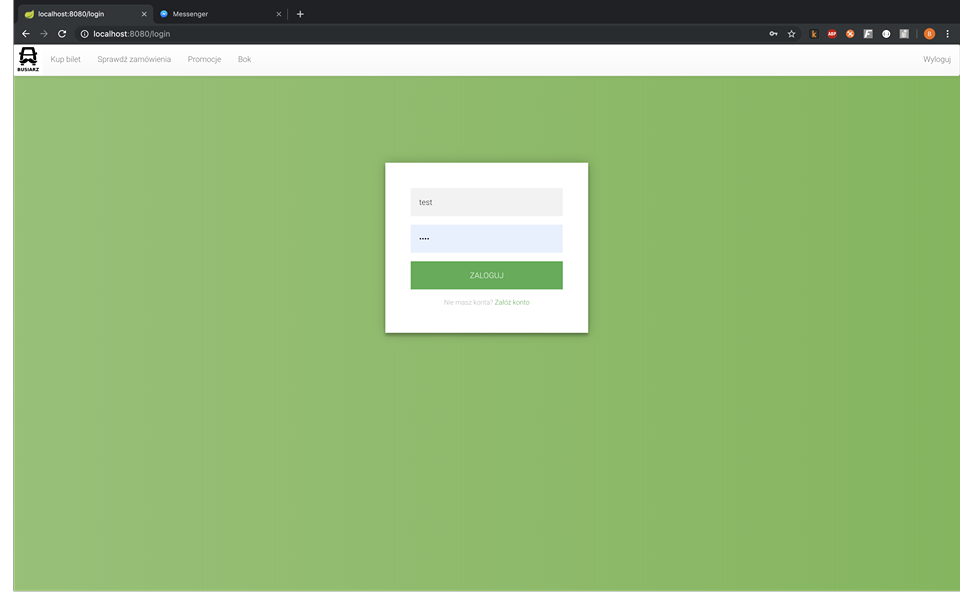 localhost:8080/login
Messenger
localhost:8080/login
k
ABP
B
BUSIARZ
Kup bilet
Sprawdź zamówienia
Promocje
Bok
Wyloguj
test
••••
ZALOGUJ
Nie masz konta? Załóż konto